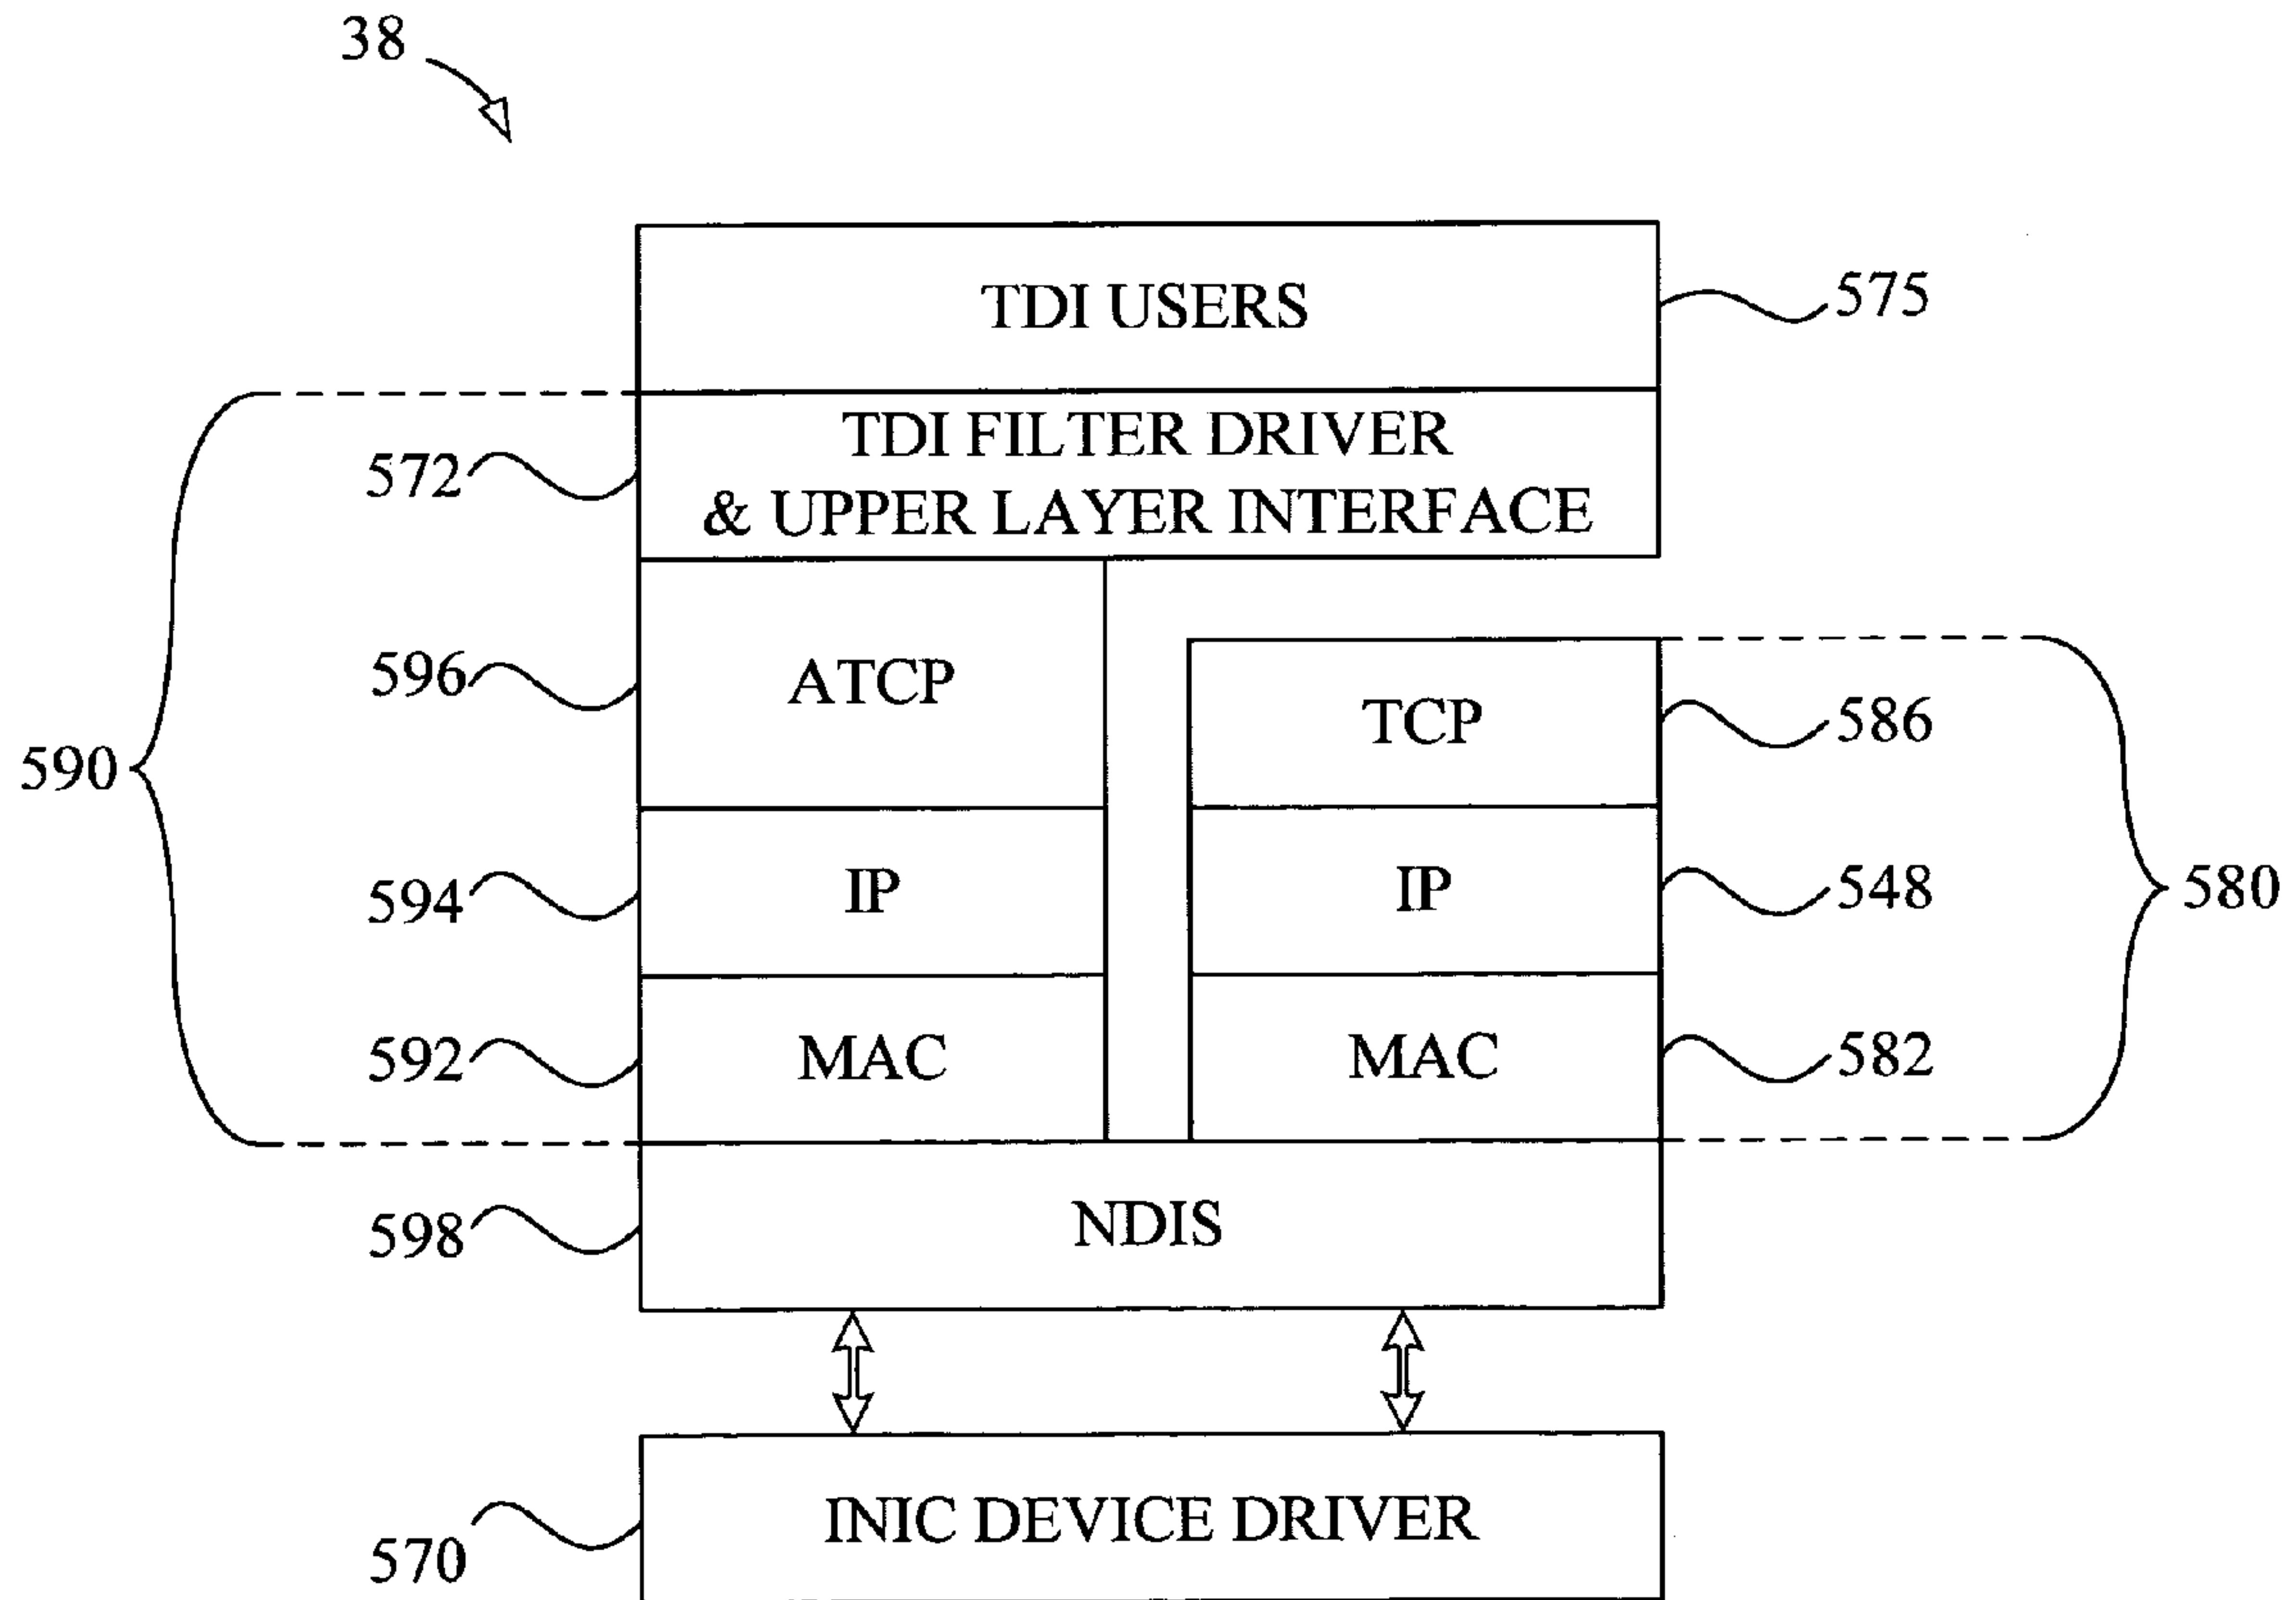 38
TDI USERS
575
TDI FILTER DRIVER
& UPPER LAYER INTERFACE
572
596
ATCP
TCP
586
590
594
IP
IP
548
580
592
MAC
MAC
582
598
NDIS
570
INIC DEVICE DRIVER